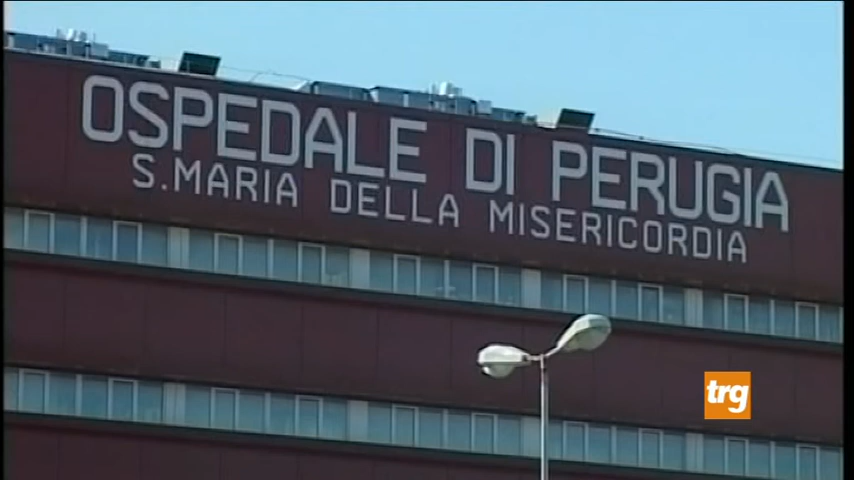 OSPEDALE DI PERUGIA
S.MARIA DELLA MISERICORDIA
trg